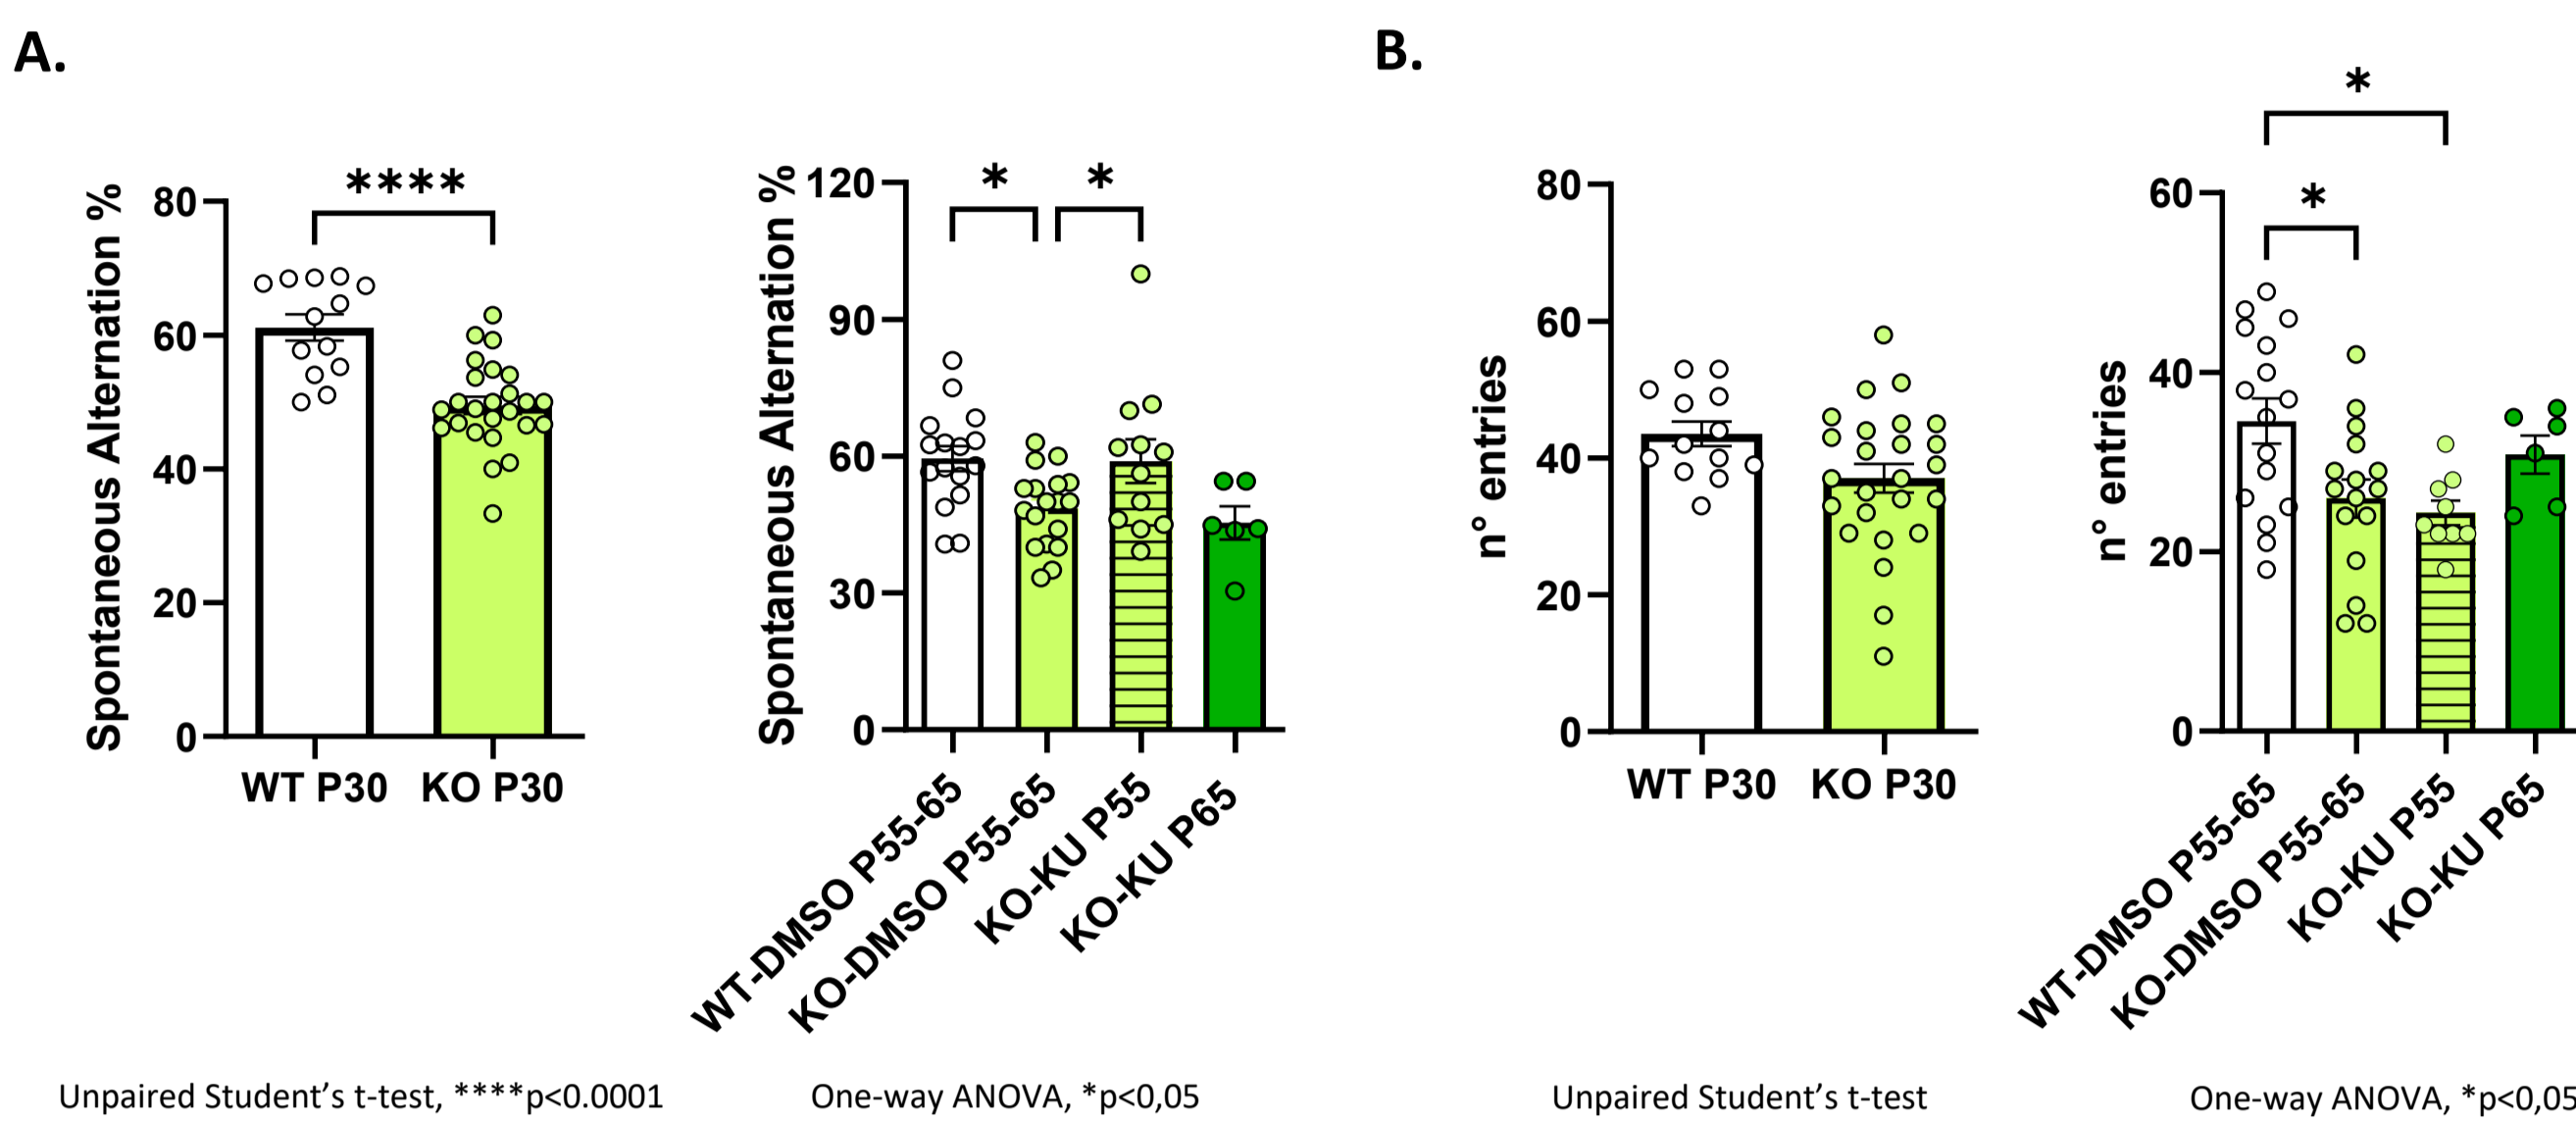 A.
B.
****
Spontaneous Alternation %
80
60
40
20
0
WT P30
KO P30
Unpaired Student’s t-test, ****p<0.0001
* *
Spontaneous Alternation %
120
90
60
30
0
WT-DMSO P55-65
KO-DMSO P55-65
KO-KU P55
KO-KU P65
One-way ANOVA, *p<0,05
n° entries
80
60
40
20
0
WT P30
KO P30
Unpaired Student’s t-test
*
*
n° entries
60
40
20
0
WT-DMSO P55-65
KO-DMSO P55-65
KO-KU P55
KO-KU P65
One-way ANOVA, *p<0,05